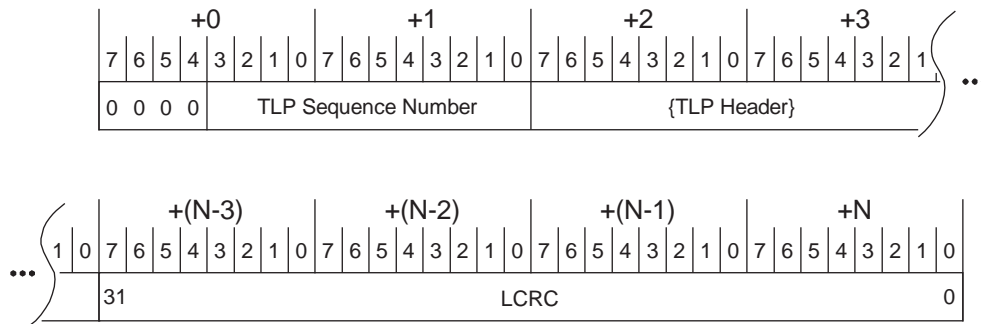 +0 +1 +2 +3
7 6 5 4 3 2 1 0 7 6 5 4 3 2 1 0 7 6 5 4 3 2 1 0 7 6 5 4 3 2 1
0 0 0 0 TLP Sequence Number {TLP Header}
+(N-3) +(N-2) +(N-1) +N
1 0 7 6 5 4 3 2 1 0 7 6 5 4 3 2 1 0 7 6 5 4 3 2 1 0 7 6 5 4 3 2 1 0
31 LCRC 0